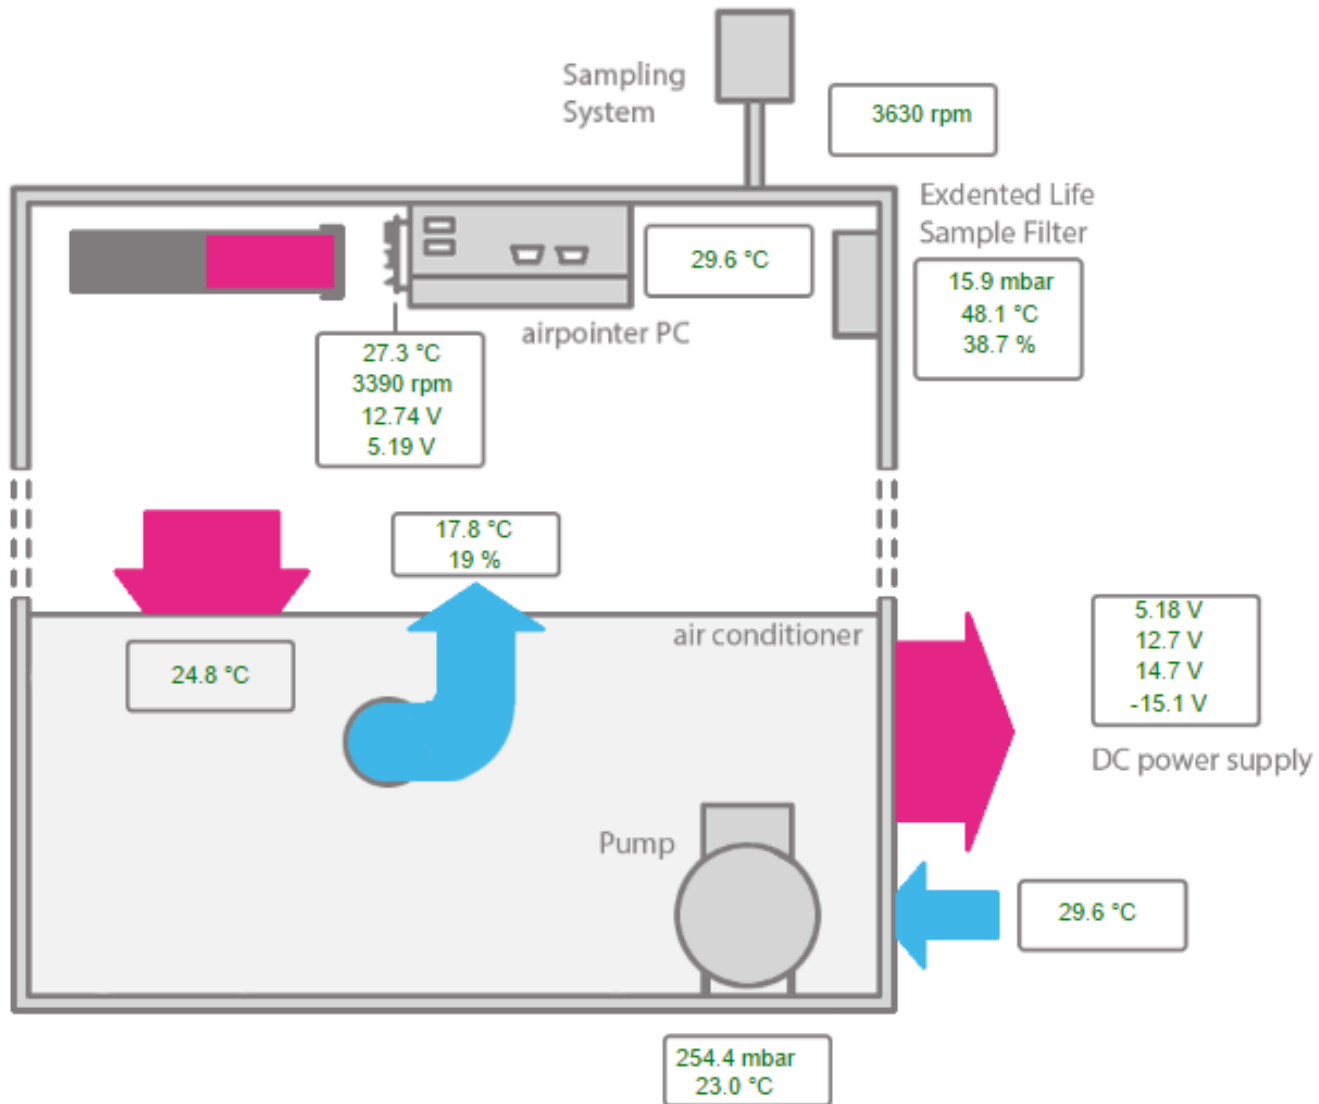 Sampling
System
3630 rpm
Exdented Life
Sample Filter
15.9 mbar
48.1 °C
38.7 %
29.6 °C
airpointer PC
27.3 °C
3390 rpm
12.74 V
5.19 V
17.8 °C
19 %
air conditioner
24.8 °C
5.18 V
12.7 V
14.7 V
-15.1 V
DC power supply
Pump
29.6 °C
254.4 mbar
23.0 °C